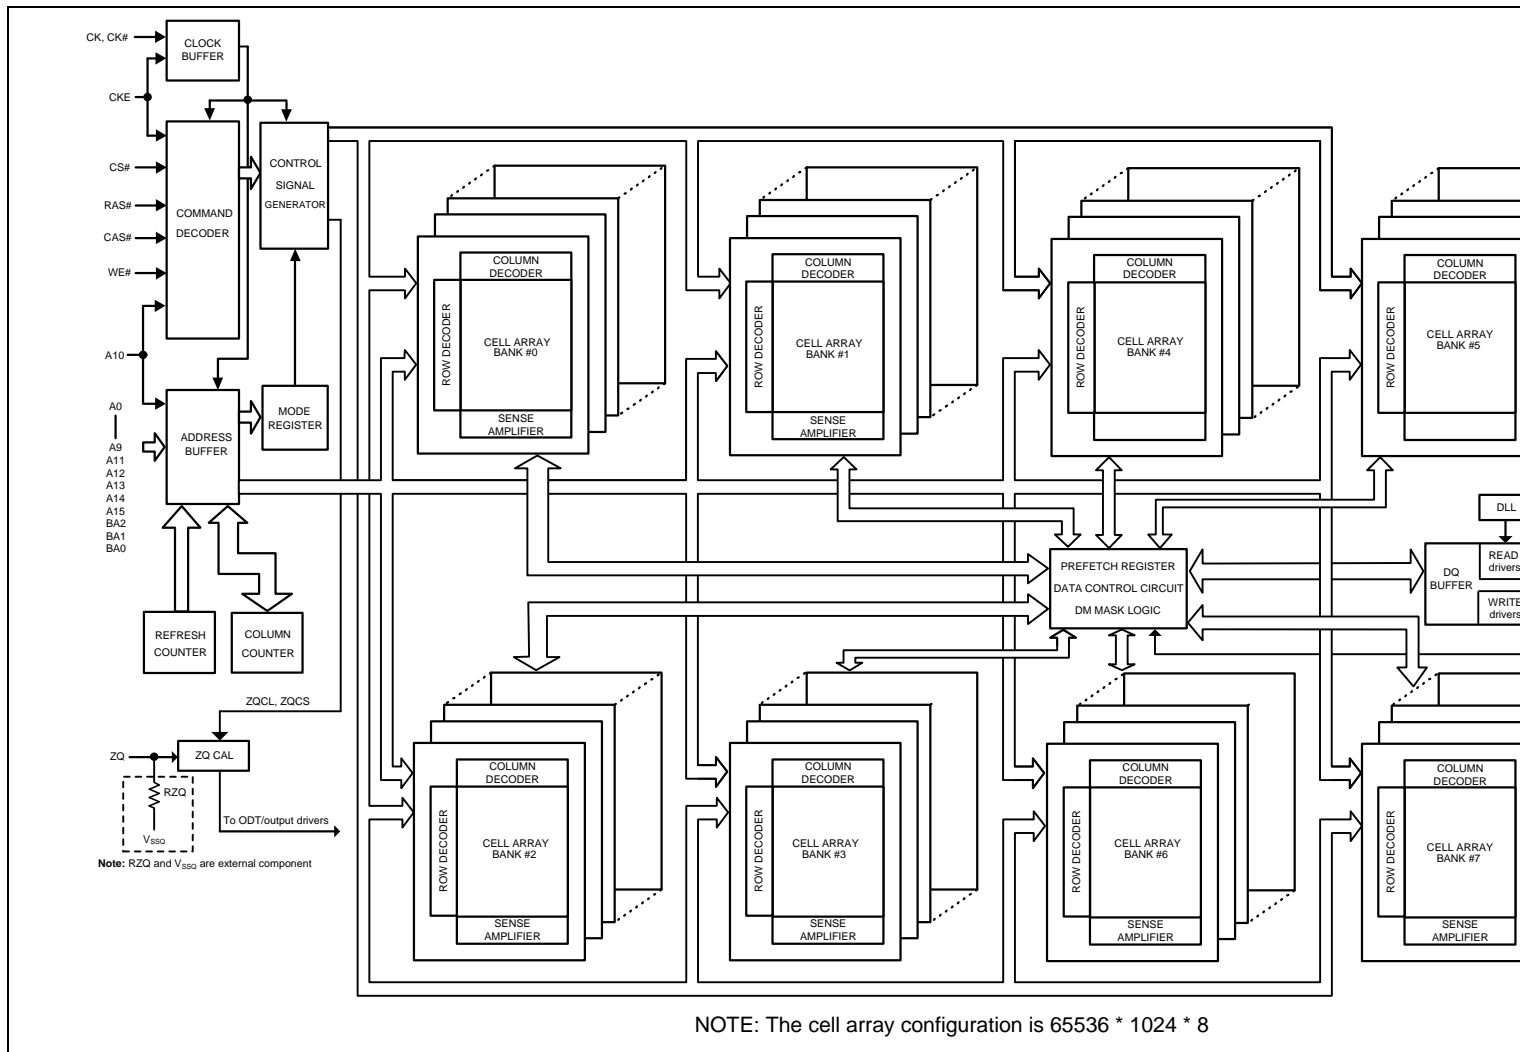 CK, CK#
CLOCK
BUFFER
CKE
CS#
RAS#
CAS#
WE#
A10
COMMAND
DECODER
CONTROL
SIGNAL
GENERATOR
A0
A9
A11
A12
A13
A14
A15
BA2
BA1
BA0
ADDRESS
BUFFER
MODE
REGISTER
REFRESH
COUNTER
COLUMN
COUNTER
ZQCL, ZQCS
ZQ
ZQ CAL
RZQ
VSSQ
To ODT/output drivers
Note: RZQ and VSSQ are external component
COLUMN
DECODER
ROW DECODER
CELL ARRAY
BANK #0
SENSE
AMPLIFIER
COLUMN
DECODER
ROW DECODER
CELL ARRAY
BANK #1
SENSE
AMPLIFIER
COLUMN
DECODER
ROW DECODER
CELL ARRAY
BANK #4
COLUMN
DECODER
ROW DECODER
CELL ARRAY
BANK #5
PREFETCH REGISTER
DATA CONTROL CIRCUIT
DM MASK LOGIC
DLL
DQ
BUFFER
READ
drivers
WRITE
drivers
COLUMN
DECODER
ROW DECODER
CELL ARRAY
BANK #2
SENSE
AMPLIFIER
COLUMN
DECODER
ROW DECODER
CELL ARRAY
BANK #3
SENSE
AMPLIFIER
COLUMN
DECODER
ROW DECODER
CELL ARRAY
BANK #6
SENSE
AMPLIFIER
COLUMN
DECODER
ROW DECODER
CELL ARRAY
BANK #7
SENSE
AMPLIFIER
NOTE: The cell array configuration is 65536 * 1024 * 8